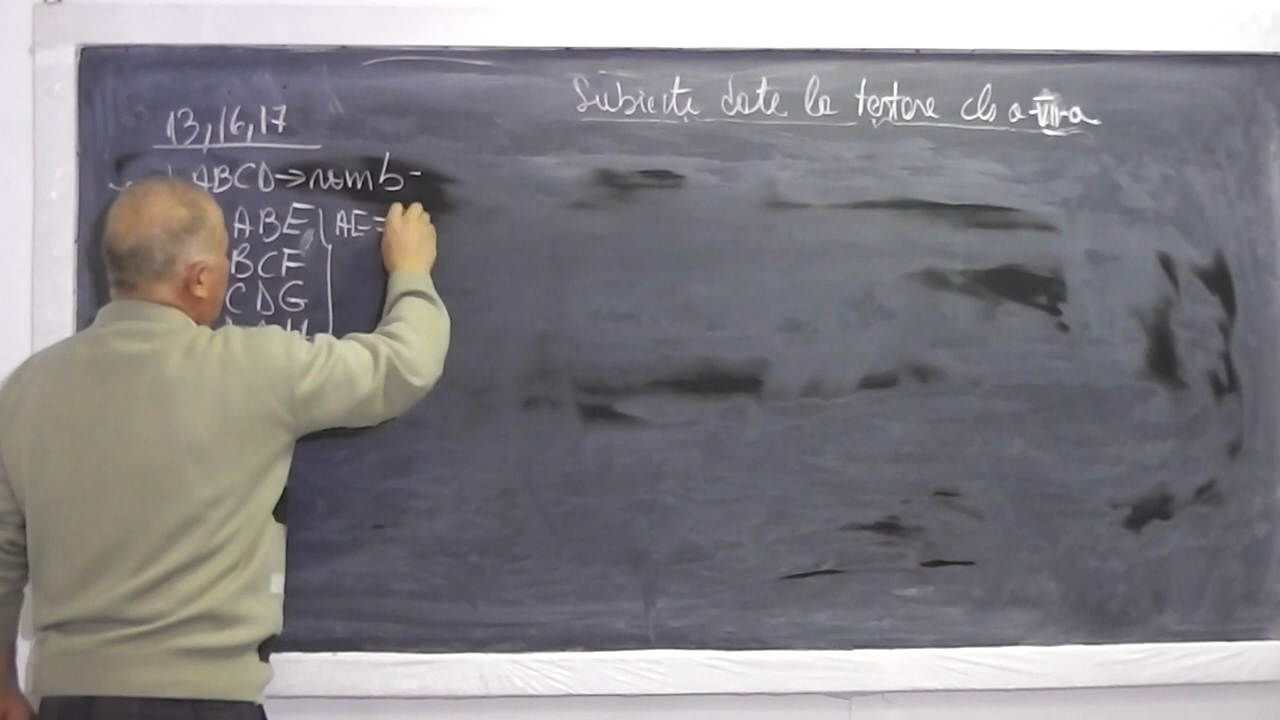 Subiecte date la testare cls a-VII-a
13,16,17
ABCD→romb-
ABE AE=
BCF
CDG